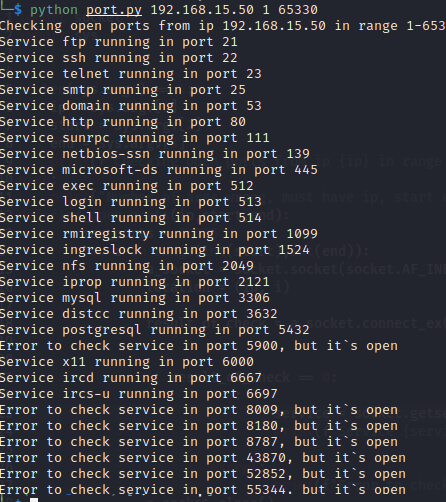 └─$ python port.py 192.168.15.50 1 65330
Checking open ports from ip 192.168.15.50 in range 1-653
Service ftp running in port 21
Service ssh running in port 22
Service telnet running in port 23
Service smtp running in port 25
Service domain running in port 53
Service http running in port 80
Service sunrpc running in port 111
Service netbios-ssn running in port 139
Service microsoft-ds running in port 445
Service exec running in port 512
Service login running in port 513
Service shell running in port 514
Service rmiregistry running in port 1099
Service ingreslock running in port 1524
Service nfs running in port 2049
Service iprop running in port 2121
Service mysql running in port 3306
Service distcc running in port 3632
Service postgresql running in port 5432
Error to check service in port 5900, but it`s open
Service x11 running in port 6000
Service ircd running in port 6667
Service ircs-u running in port 6697
Error to check service in port 8009, but it`s open
Error to check service in port 8180, but it`s open
Error to check service in port 8787, but it`s open
Error to check service in port 43870, but it`s open
Error to check service in port 52852, but it`s open
Error to check service in port 55344, but it`s open